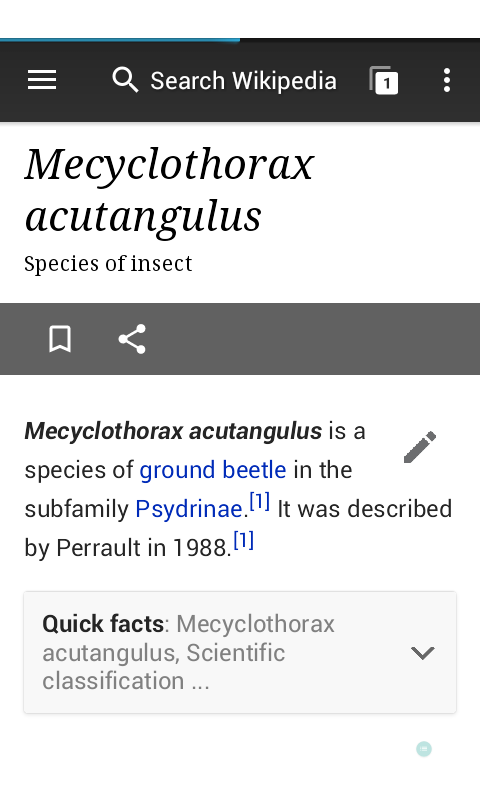 Search Wikipedia
1
Mecyclothorax
acutangulus
Species of insect
Mecyclothorax acutangulus is a
species of ground beetle in the
subfamily Psydrinae.[1] It was described
by Perrault in 1988.[1]
Quick facts: Mecyclothorax
acutangulus, Scientific
classification ...